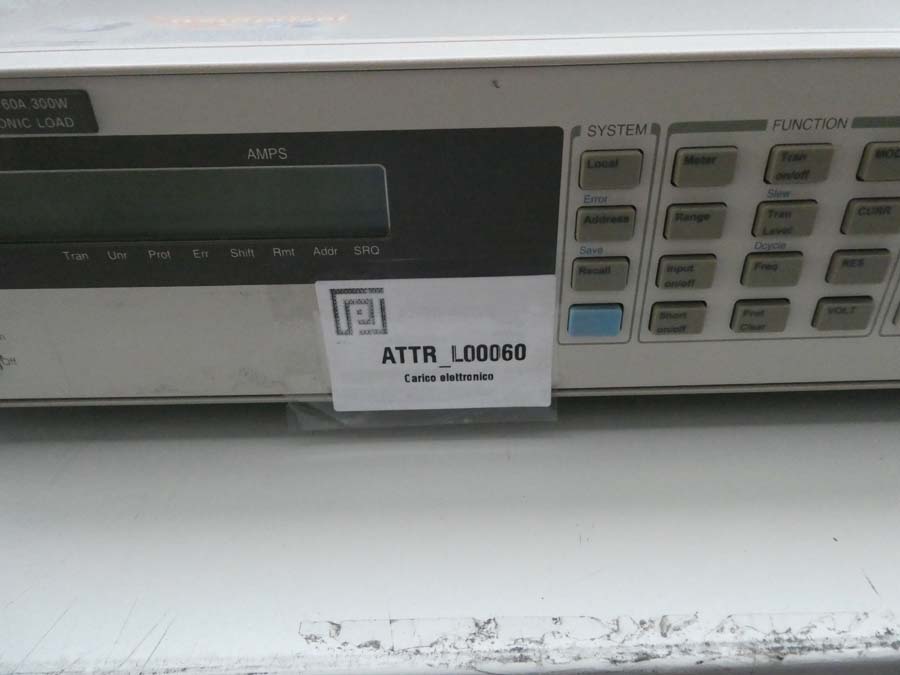 60A 300W
ONIC LOAD
AMPS
Tran Unr Prot Err Shift Rmt Addr SRQ
ATTR_L00060
Carico elettronico
SYSTEM
Local
Error
Address
Save
Recall
FUNCTION
Meter
Tran
on/off
Slew
Range
Tran
Level
CURR
Dcycle
Input
on/off
Freq
RES
Short
on/off
Prot
Clear
VOLT